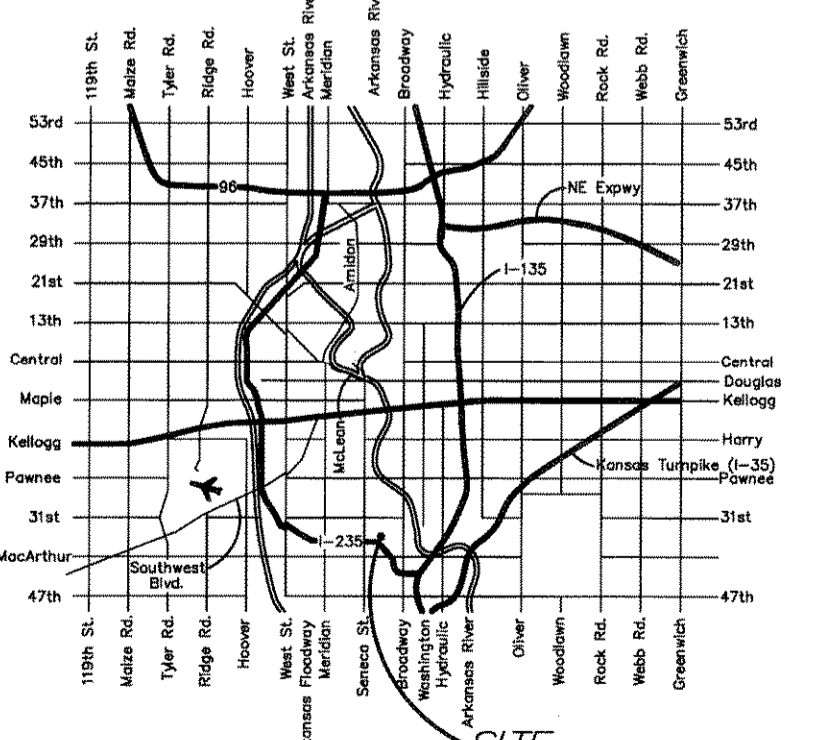 119th St.
Maize Rd.
Tyler Rd.
Ridge Rd.
Hoover
West St.
Arkansas River
Meridian
Arkansas River
Broadway
Hydraulic
Hillside
Oliver
Woodlawn
Rock Rd.
Webb Rd.
Greenwich
53rd
53rd
45th
45th
96
NE Expwy
37th
37th
29th
29th
Amidon
I-135
21st
21st
13th
13th
Central
Central
Douglas
Maple
Kellogg
McLean
Kellogg
Harry
Kansas Turnpike (I-35)
Pawnee
Pawnee
31st
31st
I-235
MacArthur
Southwest
Blvd.
47th
47th
119th St.
Maize Rd.
Tyler Rd.
Ridge Rd.
Hoover
West St.
Floodway
Meridian
Seneca St.
Broadway
Washington
Hydraulic
Arkansas River
Oliver
Woodlawn
Rock Rd.
Webb Rd.
Greenwich
SITE